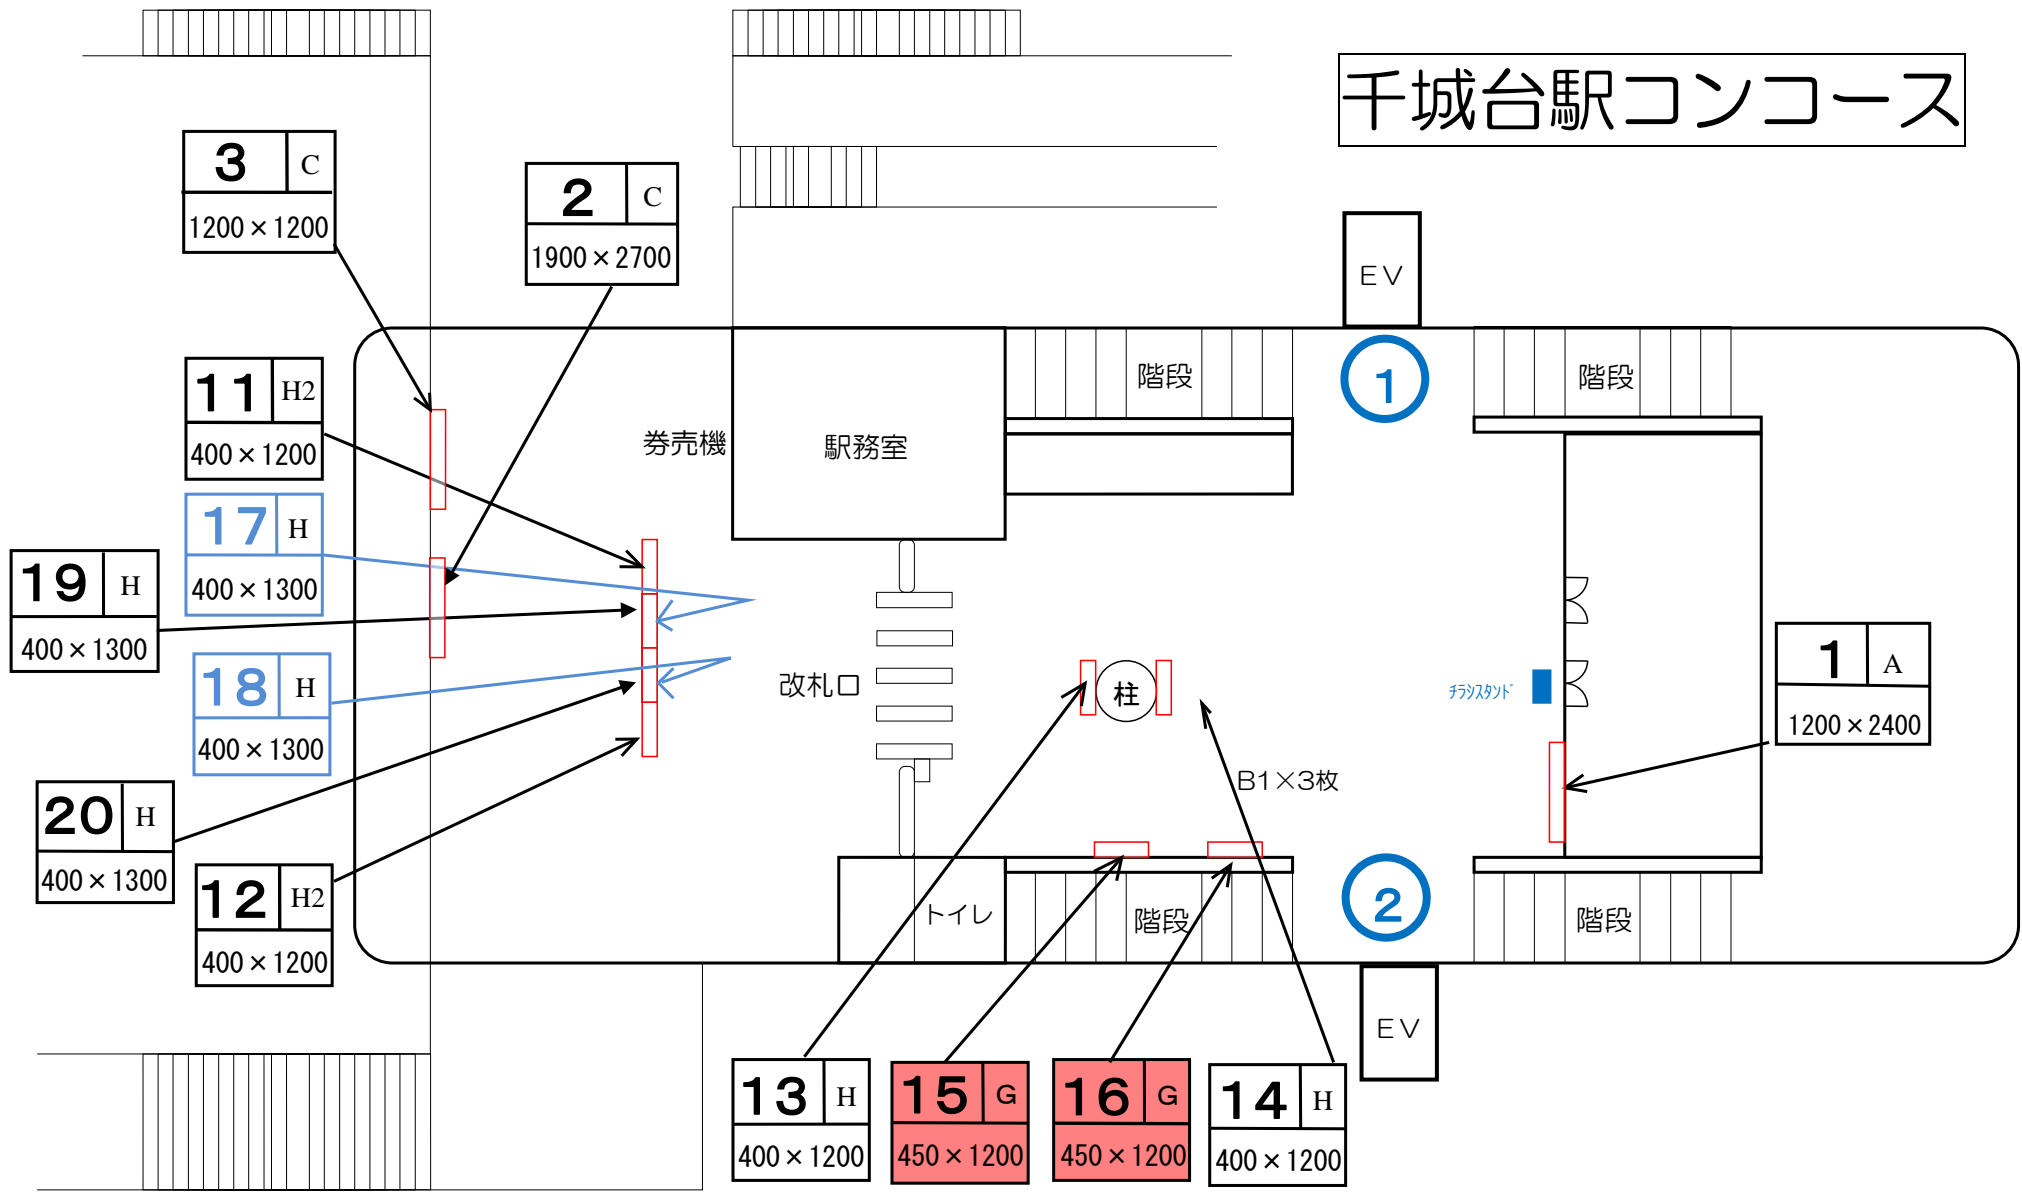 千城台駅コンコース
3 C
1200×1200
2 C
1900×2700
EV
11 H2
400×1200
券売機
駅務室
階段
1
階段
17 H
400×1300
19 H
400×1300
18 H
400×1300
改札口
柱
チラシスタンド
1 A
1200×2400
B1×3枚
20 H
400×1300
12 H2
400×1200
トイレ
階段
2
階段
EV
13 H
400×1200
15 G
450×1200
16 G
450×1200
14 H
400×1200